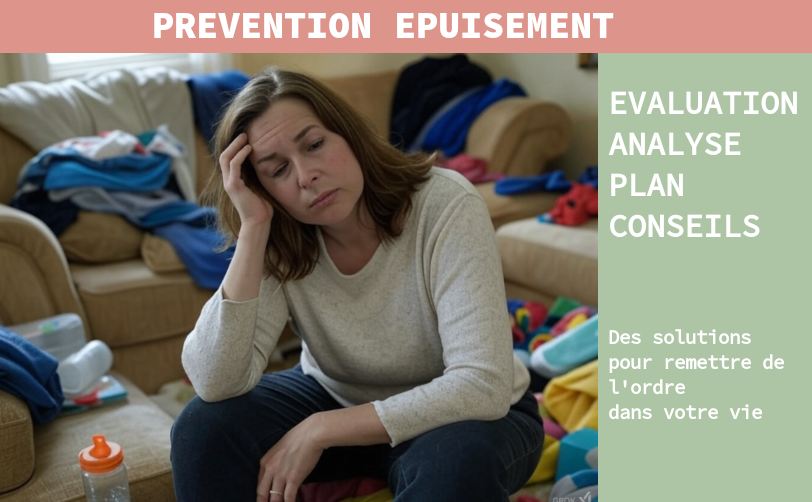 PREVENTION EPUISEMENT
EVALUATION
ANALYSE
PLAN
CONSEILS
Des solutions
pour remettre de
l'ordre
dans votre vie